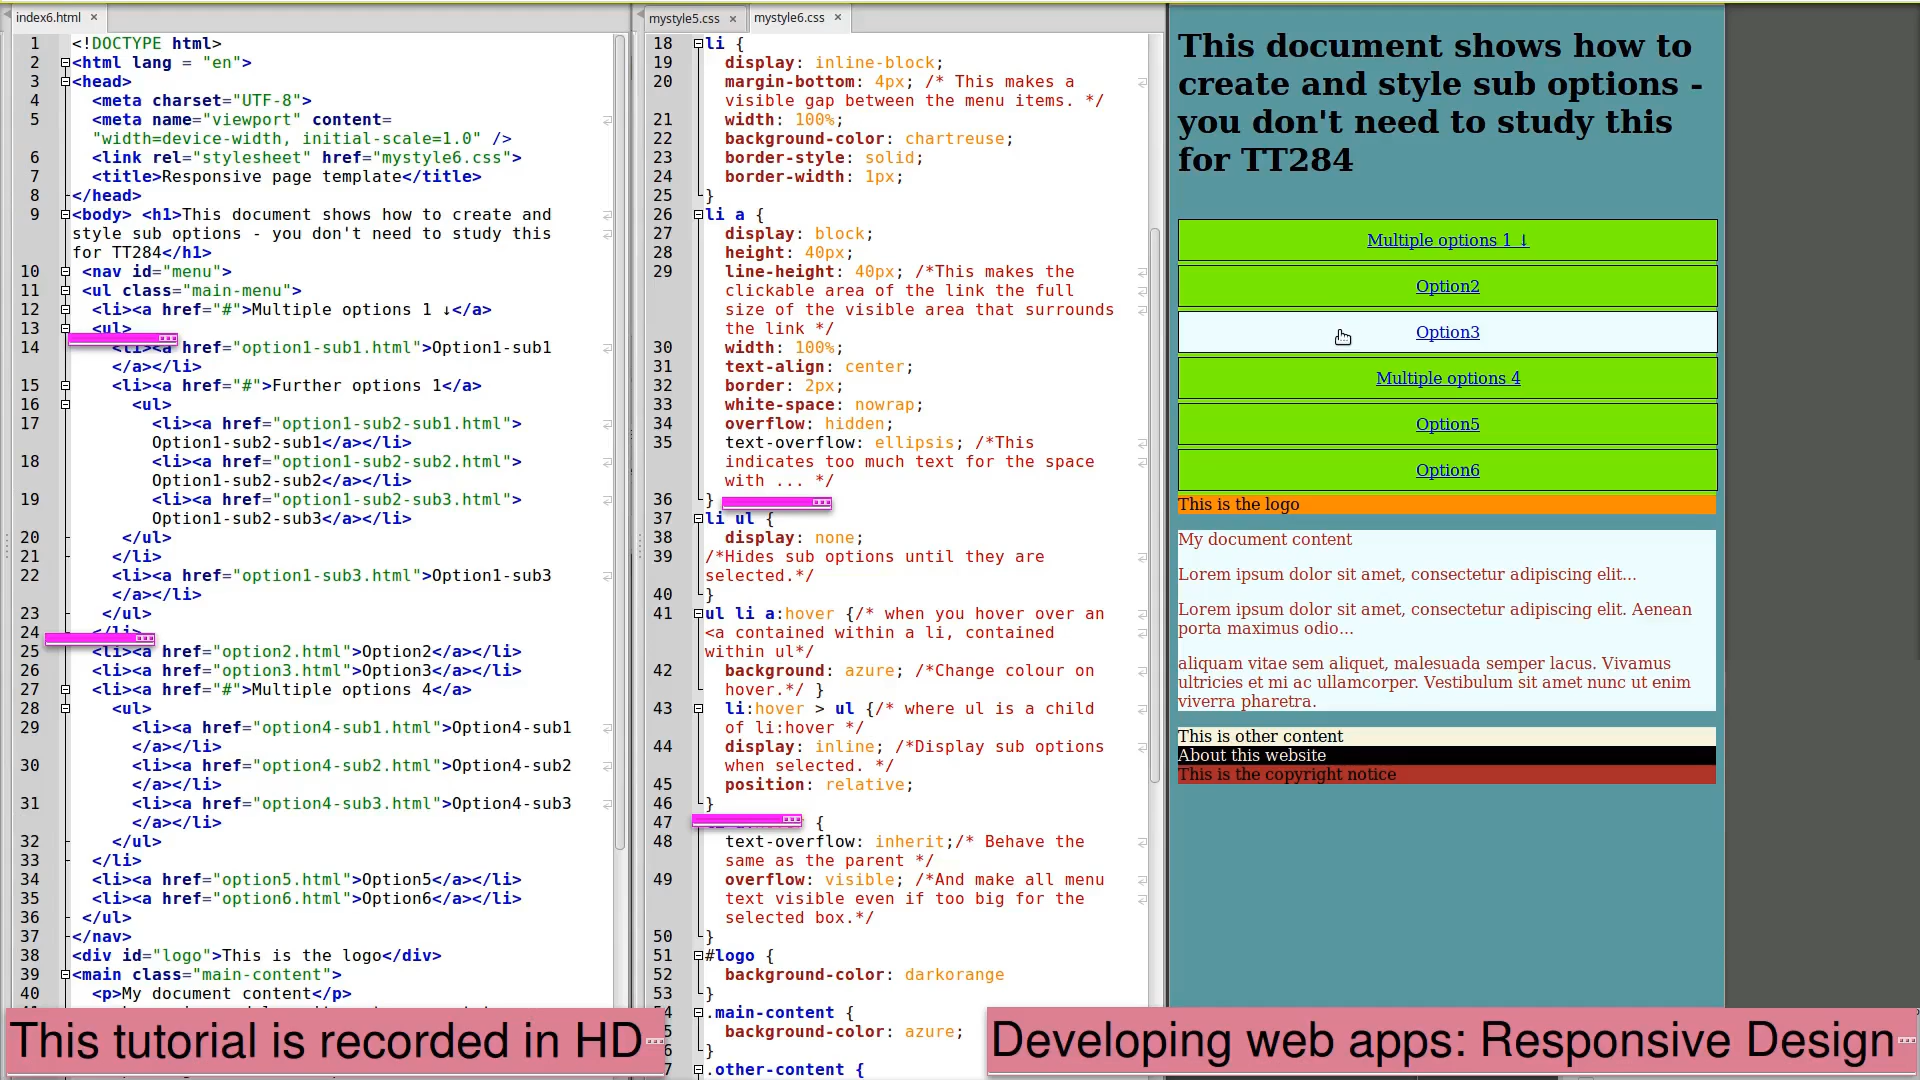 index6.html ×
1 <!DOCTYPE html>
2 <html lang = "en">
3 <head>
4 <meta charset="UTF-8">
5 <meta name="viewport" content=
"width=device-width, initial-scale=1.0" />
6 <link rel="stylesheet" href="mystyle6.css">
7 <title>Responsive page template</title>
8 </head>
9 <body> <h1>This document shows how to create and
style sub options - you don't need to study this
for TT284</h1>
10 <nav id="menu">
11 <ul class="main-menu">
12 <li><a href="#">Multiple options 1 ↓</a>
13 <ul>
14 <li><a href="option1-sub1.html">Option1-sub1
</a></li>
15 <li><a href="#">Further options 1</a>
16 <ul>
17 <li><a href="option1-sub2-sub1.html">
Option1-sub2-sub1</a></li>
18 <li><a href="option1-sub2-sub2.html">
Option1-sub2-sub2</a></li>
19 <li><a href="option1-sub2-sub3.html">
Option1-sub2-sub3</a></li>
20 </ul>
21 </li>
22 <li><a href="option1-sub3.html">Option1-sub3
</a></li>
23 </ul>
24 </li>
25 <li><a href="option2.html">Option2</a></li>
26 <li><a href="option3.html">Option3</a></li>
27 <li><a href="#">Multiple options 4</a>
28 <ul>
29 <li><a href="option4-sub1.html">Option4-sub1
</a></li>
30 <li><a href="option4-sub2.html">Option4-sub2
</a></li>
31 <li><a href="option4-sub3.html">Option4-sub3
</a></li>
32 </ul>
33 </li>
34 <li><a href="option5.html">Option5</a></li>
35 <li><a href="option6.html">Option6</a></li>
36 </ul>
37 </nav>
38 <div id="logo">This is the logo</div>
39 <main class="main-content">
40 <p>My document content</p>
mystyle5.css × mystyle6.css ×
18 li {
19 display: inline-block;
20 margin-bottom: 4px; /* This makes a
visible gap between the menu items. */
21 width: 100%;
22 background-color: chartreuse;
23 border-style: solid;
24 border-width: 1px;
25 }
26 li a {
27 display: block;
28 height: 40px;
29 line-height: 40px; /*This makes the
clickable area of the link the full
size of the visible area that surrounds
the link */
30 width: 100%;
31 text-align: center;
32 border: 2px;
33 white-space: nowrap;
34 overflow: hidden;
35 text-overflow: ellipsis; /*This
indicates too much text for the space
with ... */
36 }
37 li ul {
38 display: none;
39 /*Hides sub options until they are
selected.*/
40 }
41 ul li a:hover {/* when you hover over an
<a contained within a li, contained
within ul*/
42 background: azure; /*Change colour on
hover.*/ }
43 li:hover > ul {/* where ul is a child
of li:hover */
44 display: inline; /*Display sub options
when selected. */
45 position: relative;
46 }
47 {
48 text-overflow: inherit;/* Behave the
same as the parent */
49 overflow: visible; /*And make all menu
text visible even if too big for the
selected box.*/
50 }
51 #logo {
52 background-color: darkorange
53 }
54 .main-content {
5 background-color: azure;
6 }
7 .other-content {
This document shows how to
create and style sub options -
you don't need to study this
for TT284
Multiple options 1 ↓
Option2
Option3
Multiple options 4
Option5
Option6
This is the logo
My document content
Lorem ipsum dolor sit amet, consectetur adipiscing elit...
Lorem ipsum dolor sit amet, consectetur adipiscing elit. Aenean
porta maximus odio...
aliquam vitae sem aliquet, malesuada semper lacus. Vivamus
ultricies et mi ac ullamcorper. Vestibulum sit amet nunc ut enim
viverra pharetra.
This is other content
About this website
This is the copyright notice
This tutorial is recorded in HD
Developing web apps: Responsive Design